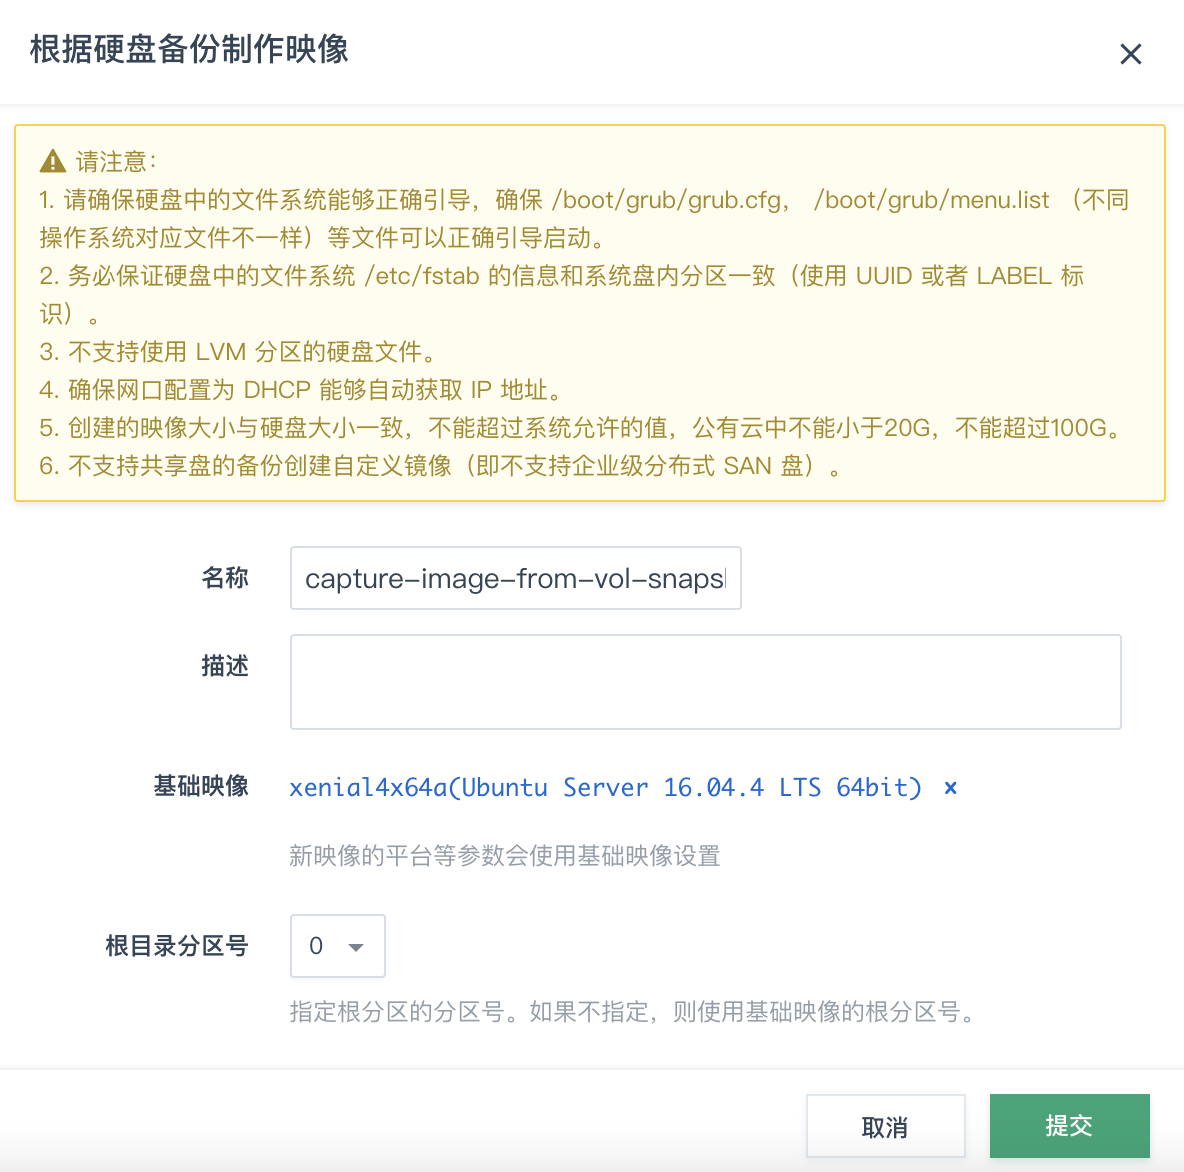 根据硬盘备份制作映像
请注意：
1. 请确保硬盘中的文件系统能够正确引导，确保 /boot/grub/grub.cfg， /boot/grub/menu.list （不同
操作系统对应文件不一样）等文件可以正确引导启动。
2. 务必保证硬盘中的文件系统 /etc/fstab 的信息和系统盘内分区一致（使用 UUID 或者 LABEL 标
识）。
3. 不支持使用 LVM 分区的硬盘文件。
4. 确保网口配置为 DHCP 能够自动获取 IP 地址。
5. 创建的映像大小与硬盘大小一致，不能超过系统允许的值，公有云中不能小于20G，不能超过100G。
6. 不支持共享盘的备份创建自定义镜像（即不支持企业级分布式 SAN 盘）。
名称
capture-image-from-vol-snaps
描述
基础映像
xenial4x64a(Ubuntu Server 16.04.4 LTS 64bit) ×
新映像的平台等参数会使用基础映像设置
根目录分区号
0
指定根分区的分区号。如果不指定，则使用基础映像的根分区号。
取消
提交